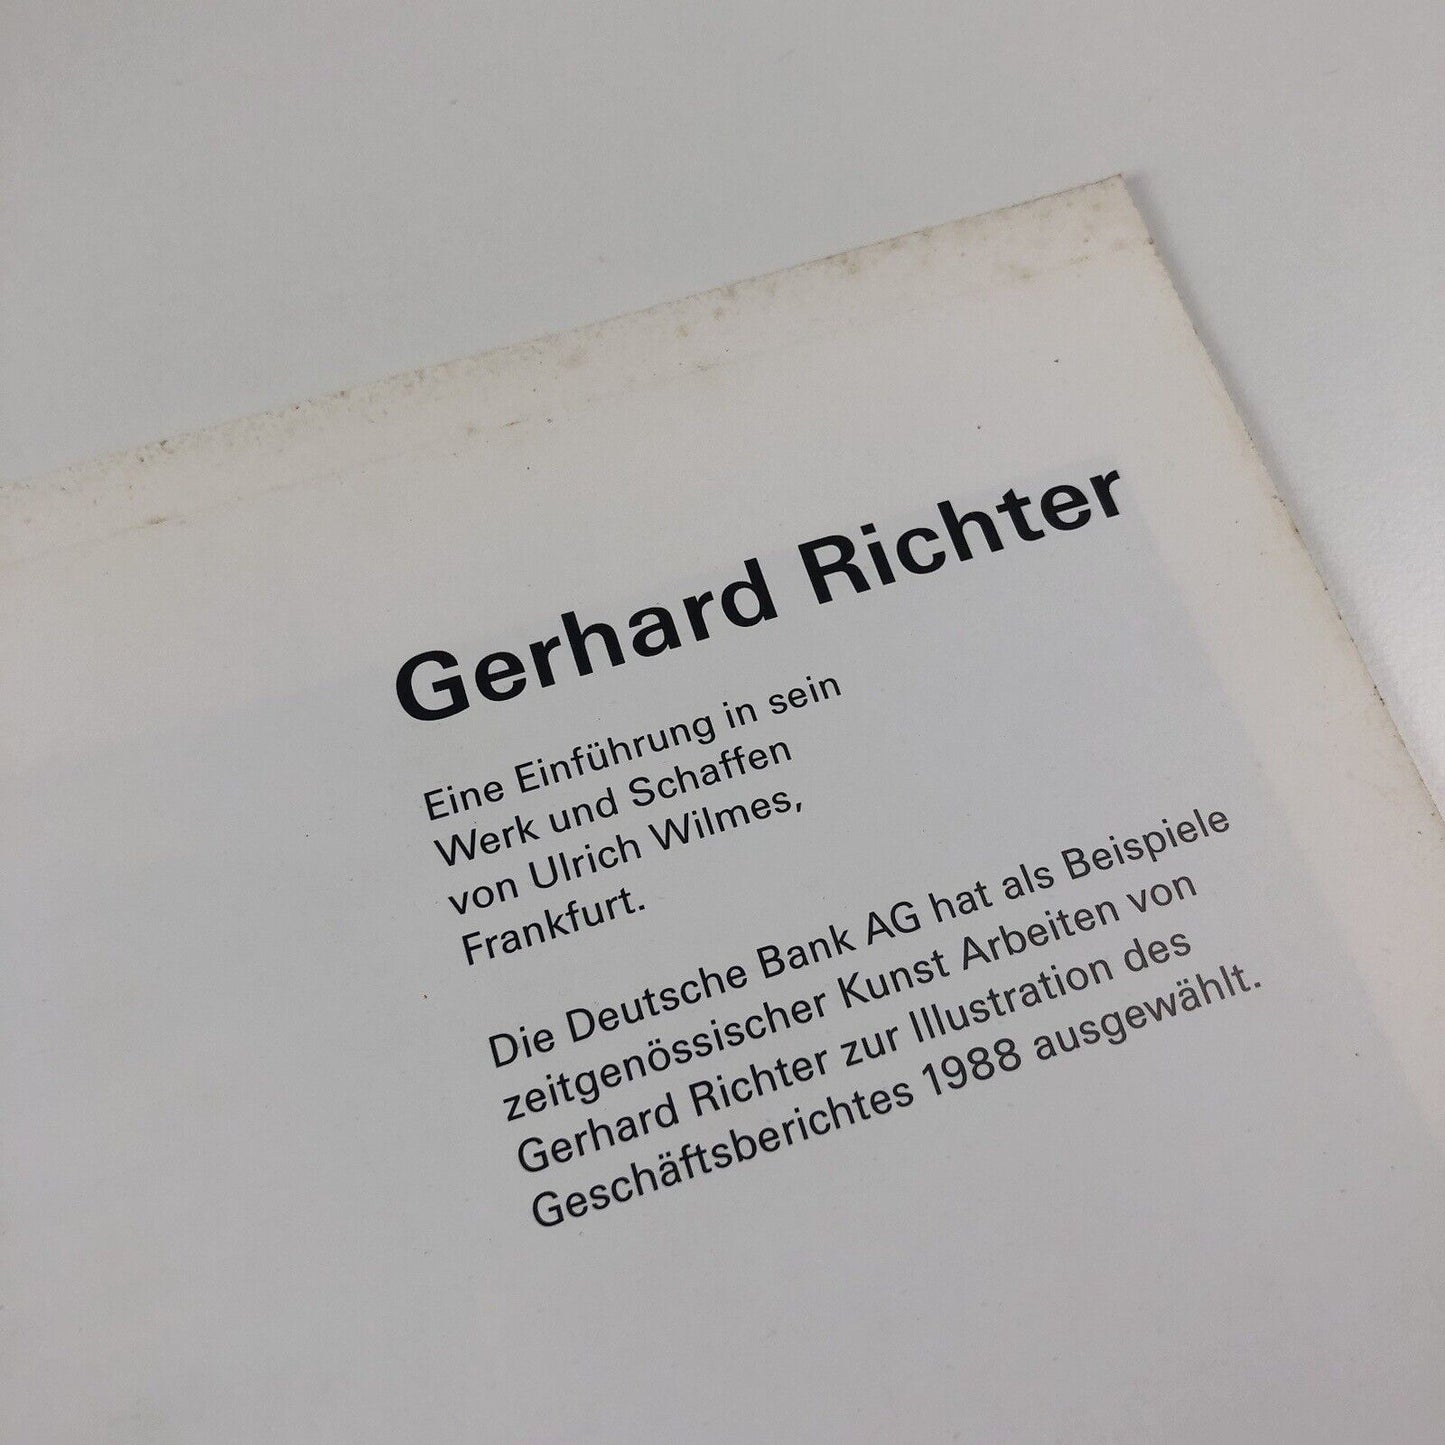 Gerhard Richter
Eine Einführung in sein
Werk und Schaffen
von Ulrich Wilmes,
Frankfurt.
Die Deutsche Bank AG hat als Beispiele
zeitgenössischer Kunst Arbeiten von
Gerhard Richter zur Illustration des
Geschäftsberichtes 1988 ausgewählt.